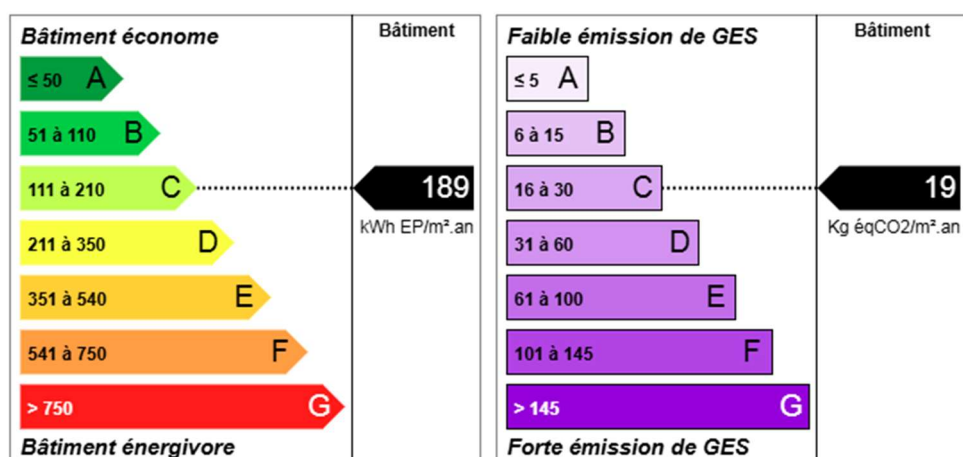 Bâtiment économe
Bâtiment
≤ 50 A
51 à 110 B
111 à 210 C
189
kWh EP/m².an
211 à 350 D
351 à 540 E
541 à 750 F
> 750 G
Bâtiment énergivore
Faible émission de GES
Bâtiment
≤ 5 A
6 à 15 B
16 à 30 C
19
Kg éqCO2/m².an
31 à 60 D
61 à 100 E
101 à 145 F
> 145 G
Forte émission de GES